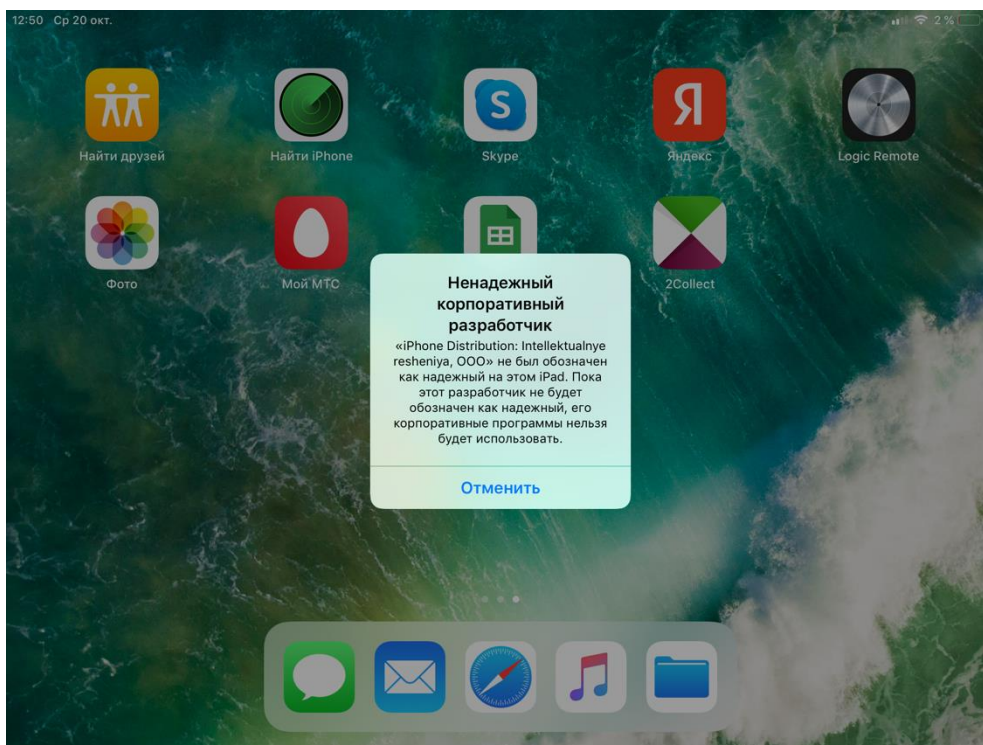 12:50 Ср 20 окт.
2 %
Найти друзей
Найти iPhone
S
Skype
Я
Яндекс
Logic Remote
Фото
Мой МТС
2Collect
Ненадежный
корпоративный
разработчик
«iPhone Distribution: Intellektualnye
resheniya, OOO» не был обозначен
как надежный на этом iPad. Пока
этот разработчик не будет
обозначен как надежный, его
корпоративные программы нельзя
будет использовать.
Отменить